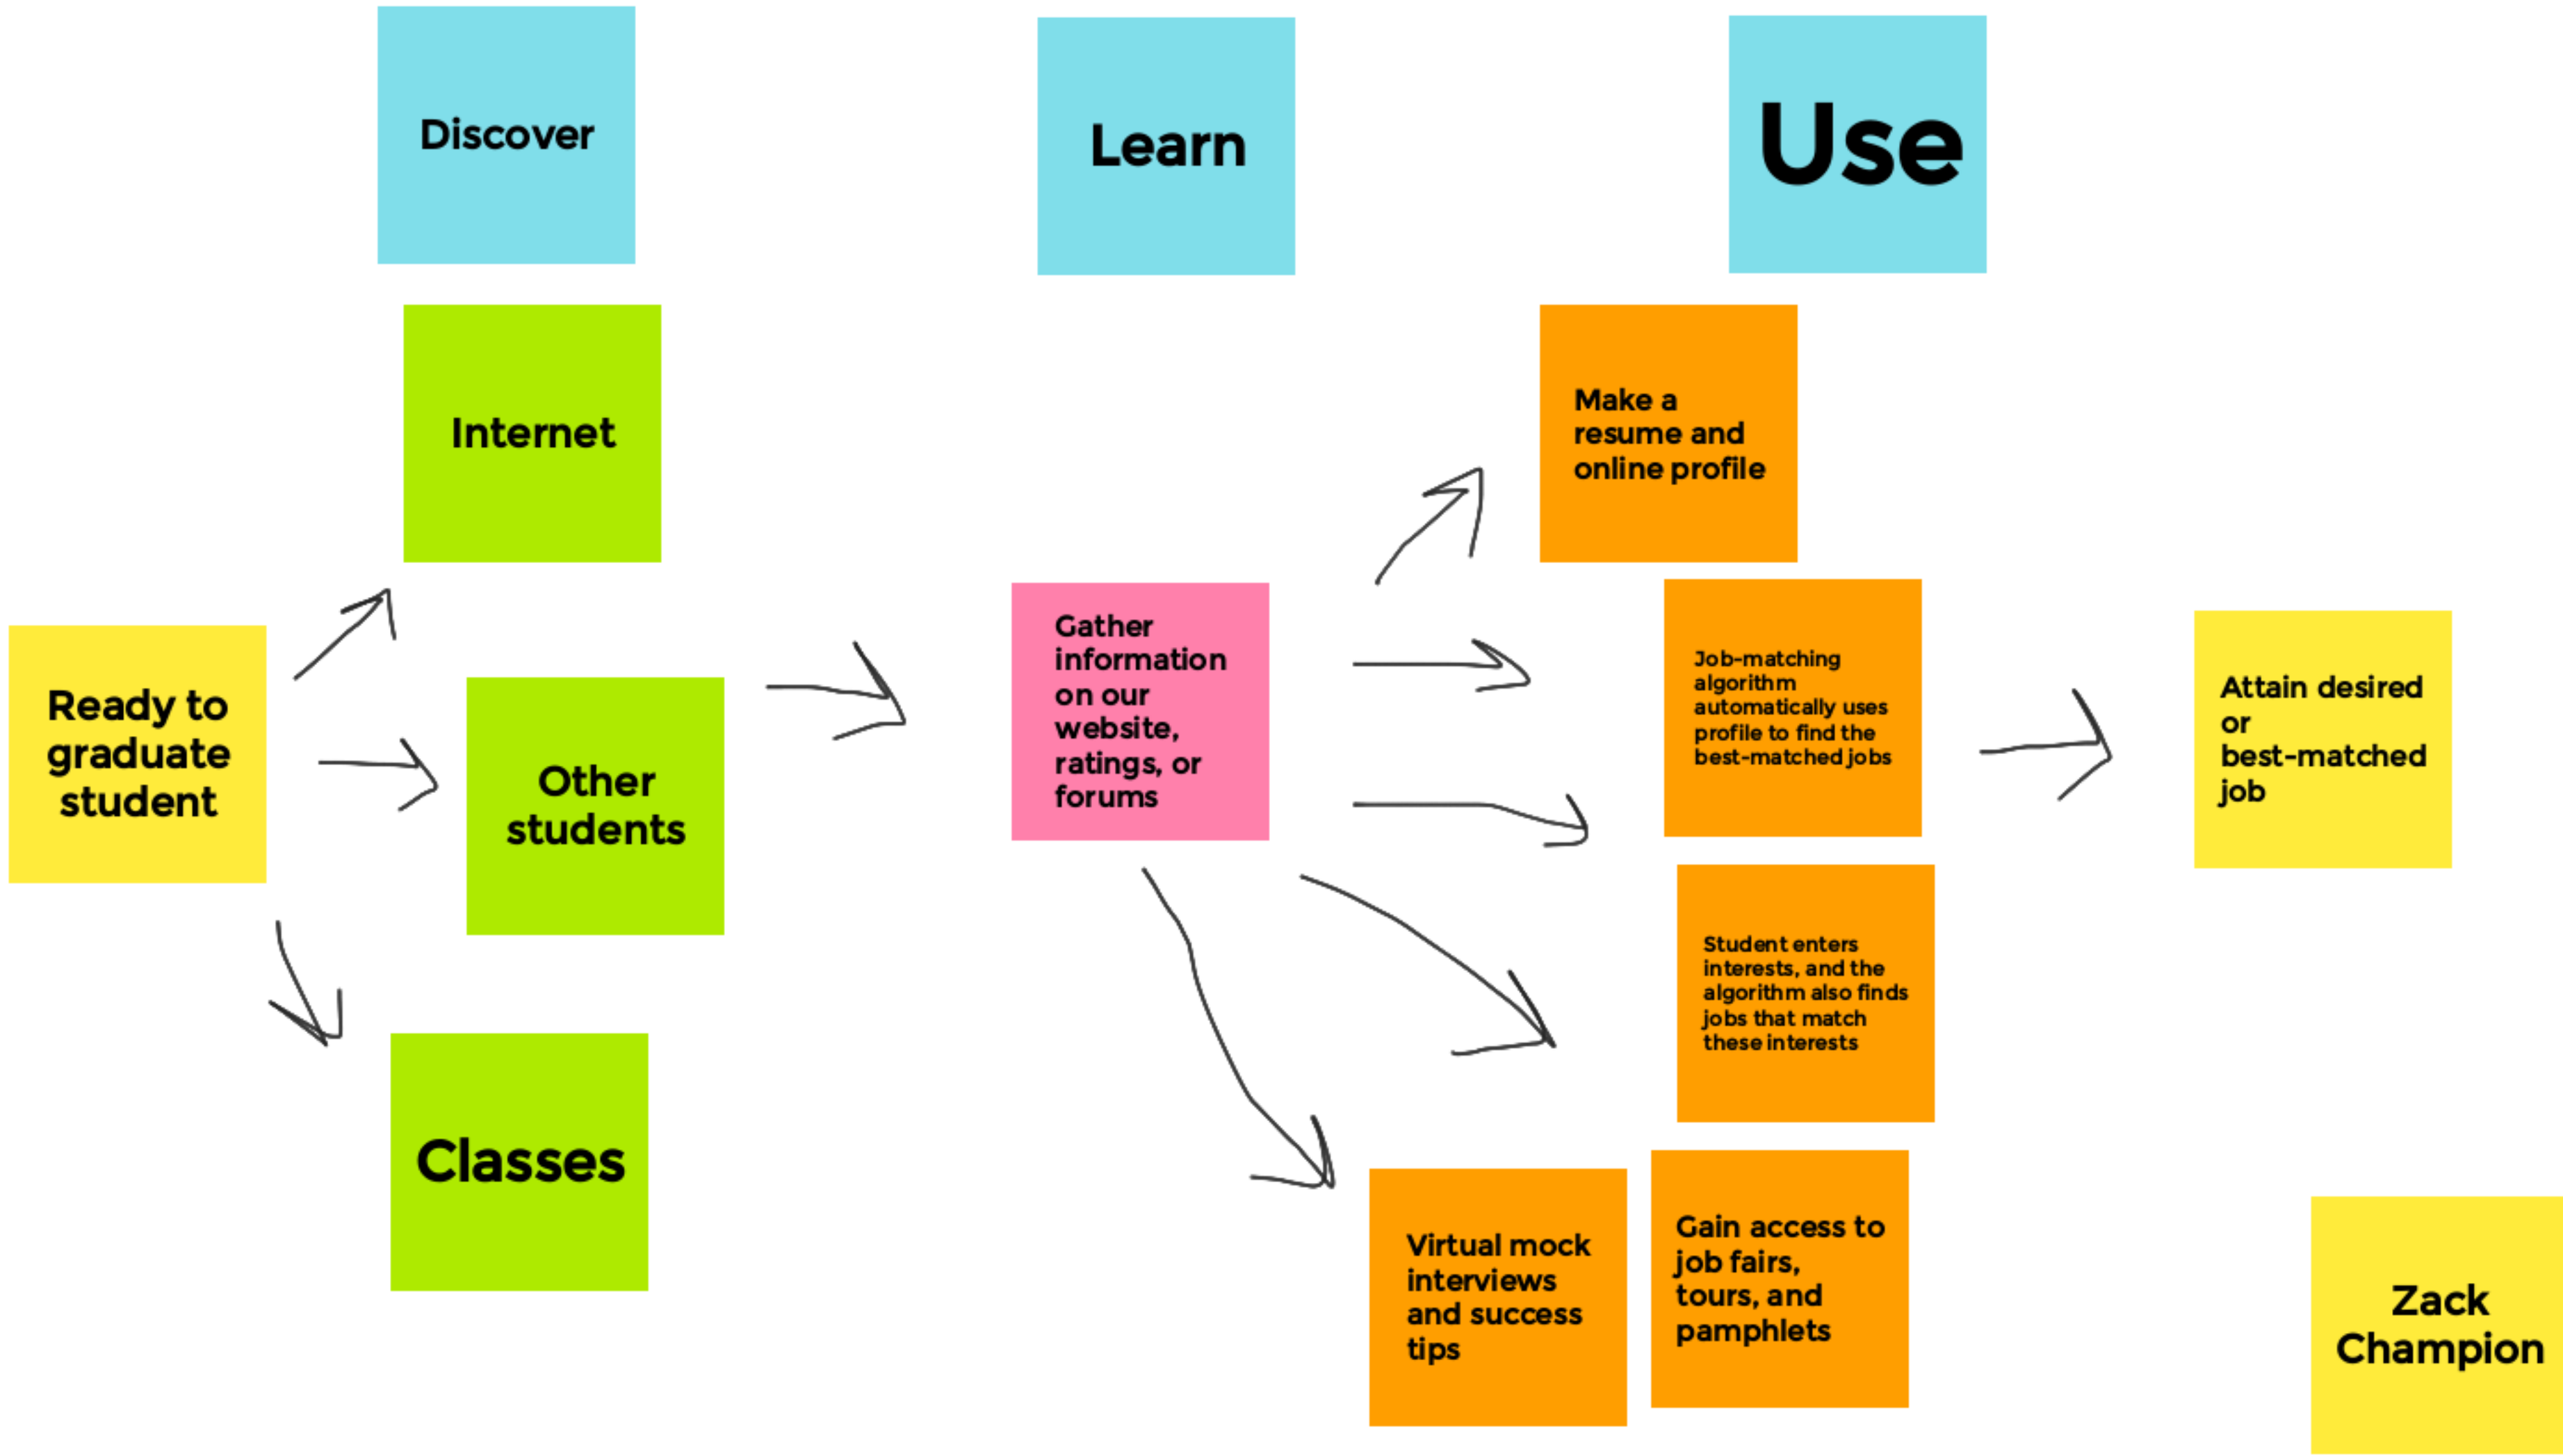 Discover
Learn
Use
Internet
Make a
resume and
online profile
Ready to
graduate
student
Other
students
Gather
information
on our
website,
ratings, or
forums
Job-matching
algorithm
automatically uses
profile to find the
best-matched jobs
Attain desired
or
best-matched
job
Student enters
interests, and the
algorithm also finds
jobs that match
these interests
Classes
Virtual mock
interviews
and success
tips
Gain access to
job fairs,
tours, and
pamphlets
Zack
Champion